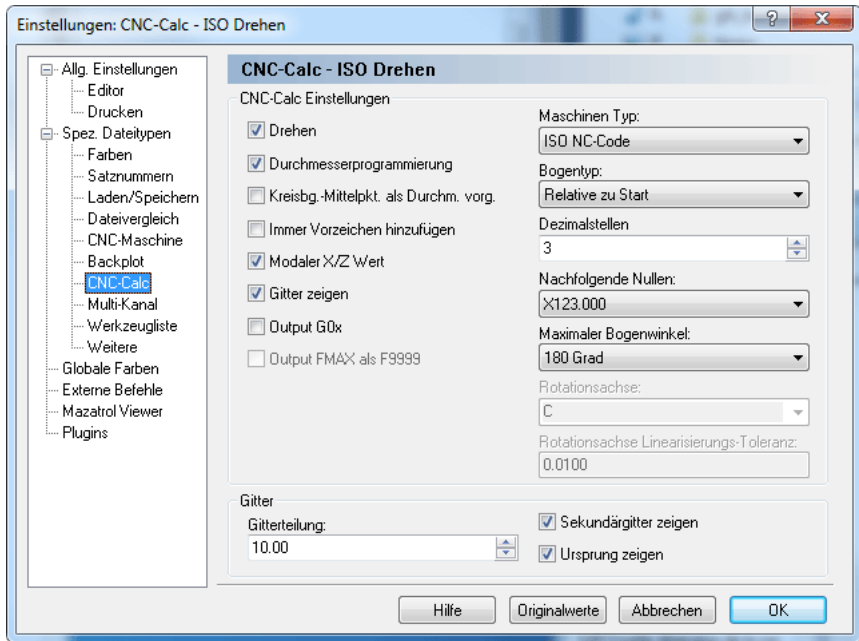 Einstellungen: CNC-Calc - ISO Drehen
Allg. Einstellungen
Editor
Drucken
Spez. Dateitypen
Farben
Satznummern
Laden/Speichern
Dateivergleich
CNC-Maschine
Backplot
CNC-Calc
Multi-Kanal
Werkzeugliste
Weitere
Globale Farben
Externe Befehle
Mazatrol Viewer
Plugins
CNC-Calc - ISO Drehen
CNC-Calc Einstellungen
Drehen
Durchmesserprogrammierung
Kreisbg.-Mittelpkt. als Durchm. vorg.
Immer Vorzeichen hinzufügen
Modaler X/Z Wert
Gitter zeigen
Output G0x
Output FMAX als F9999
Maschinen Typ:
ISO NC-Code
Bogentyp:
Relative zu Start
Dezimalstellen
3
Nachfolgende Nullen:
X123.000
Maximaler Bogenwinkel:
180 Grad
Rotationsachse:
C
Rotationsachse Linearisierungs-Toleranz:
0.0100
Gitter
Gitterteilung:
10.00
Sekundärgitter zeigen
Ursprung zeigen
Hilfe
Originalwerte
Abbrechen
OK